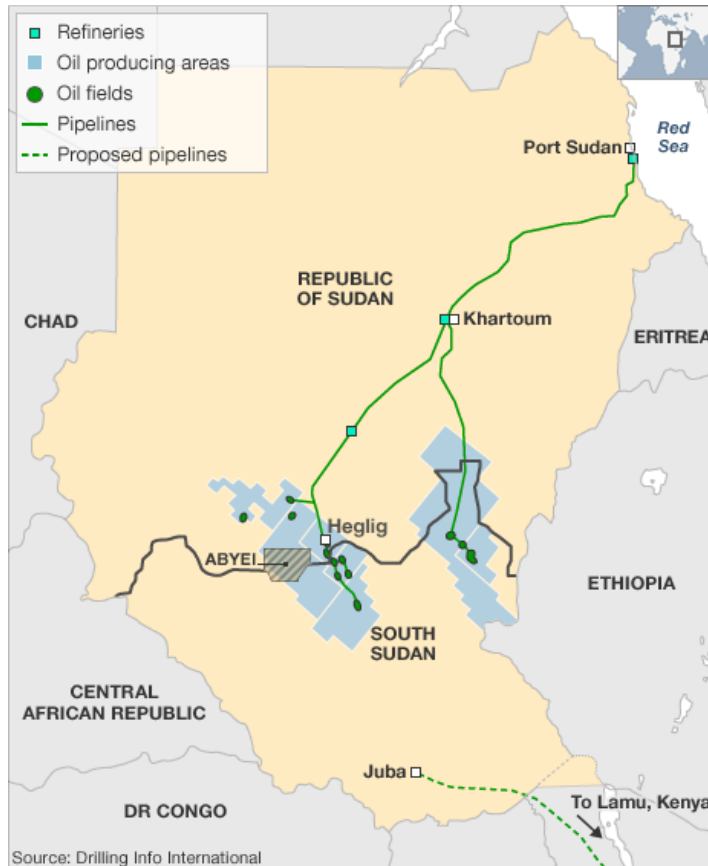 Refineries
Oil producing areas
Oil fields
Pipelines
Proposed pipelines
Port Sudan
Red
Sea
REPUBLIC
OF SUDAN
CHAD
Khartoum
ERITREA
Heglig
ABYEI
ETHIOPIA
SOUTH
SUDAN
CENTRAL
AFRICAN REPUBLIC
Juba
To Lamu, Kenya
DR CONGO
Source: Drilling Info International